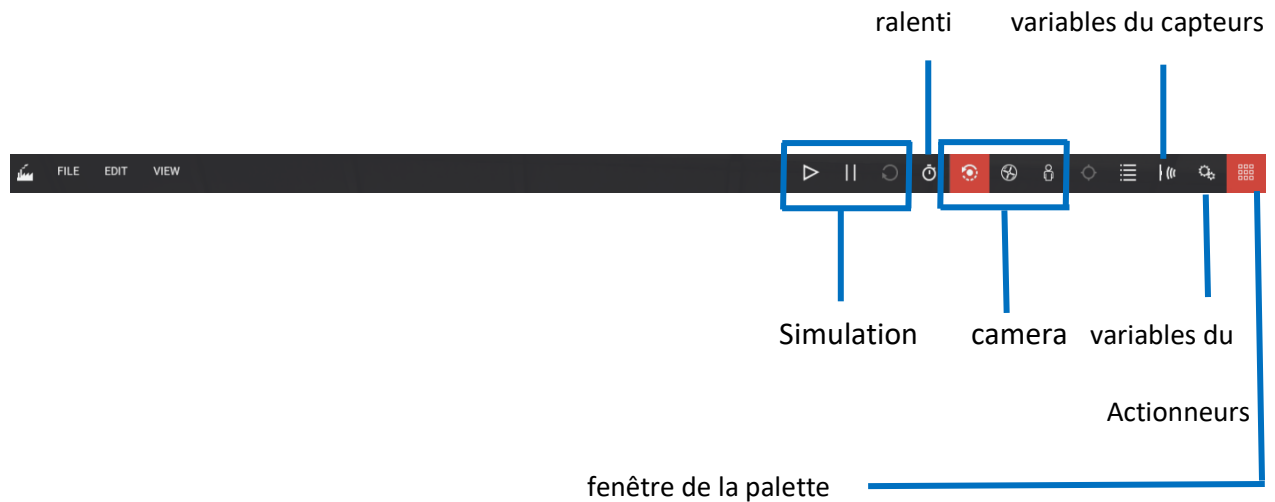 ralenti variables du capteurs
FILE EDIT VIEW
Simulation camera variables du
Actionneurs
fenêtre de la palette